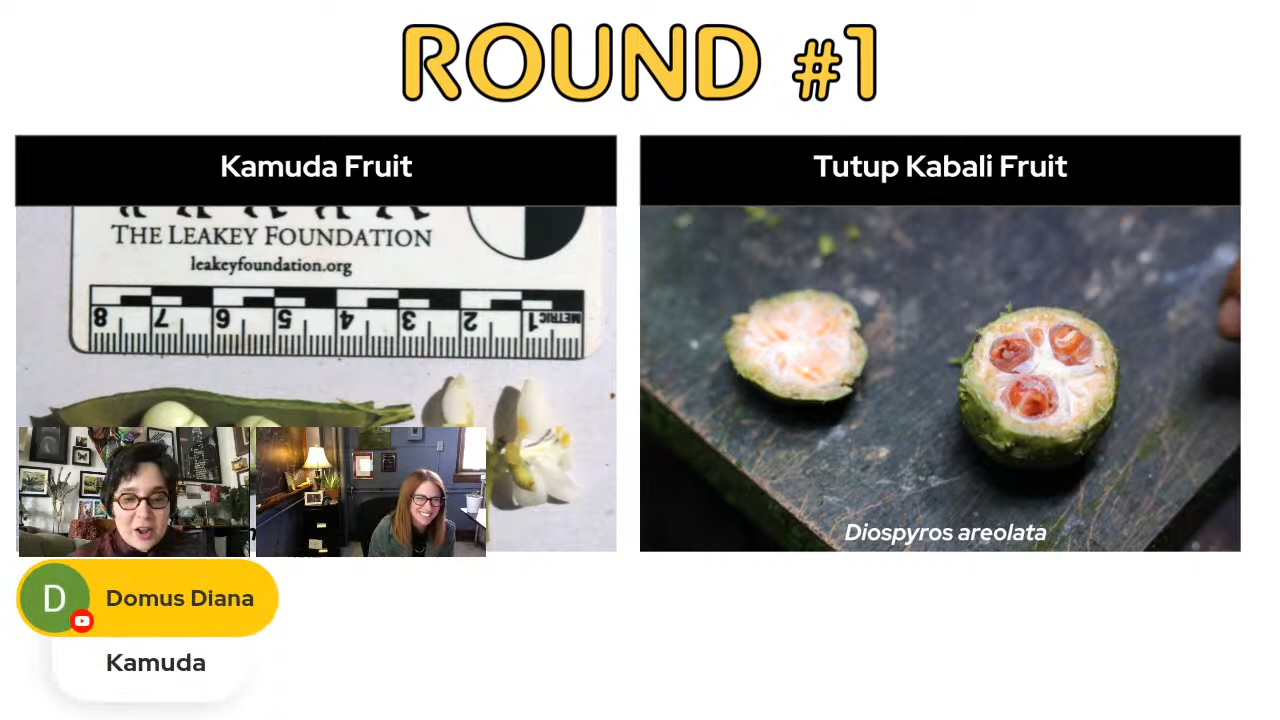 ROUND #1
Kamuda Fruit
Tutup Kabali Fruit
THE LEAKEY FOUNDATION
leakeyfoundation.org
8 7 6 5 4 3 2 1 METRIC
Diospyros areolata
D
Domus Diana
Kamuda